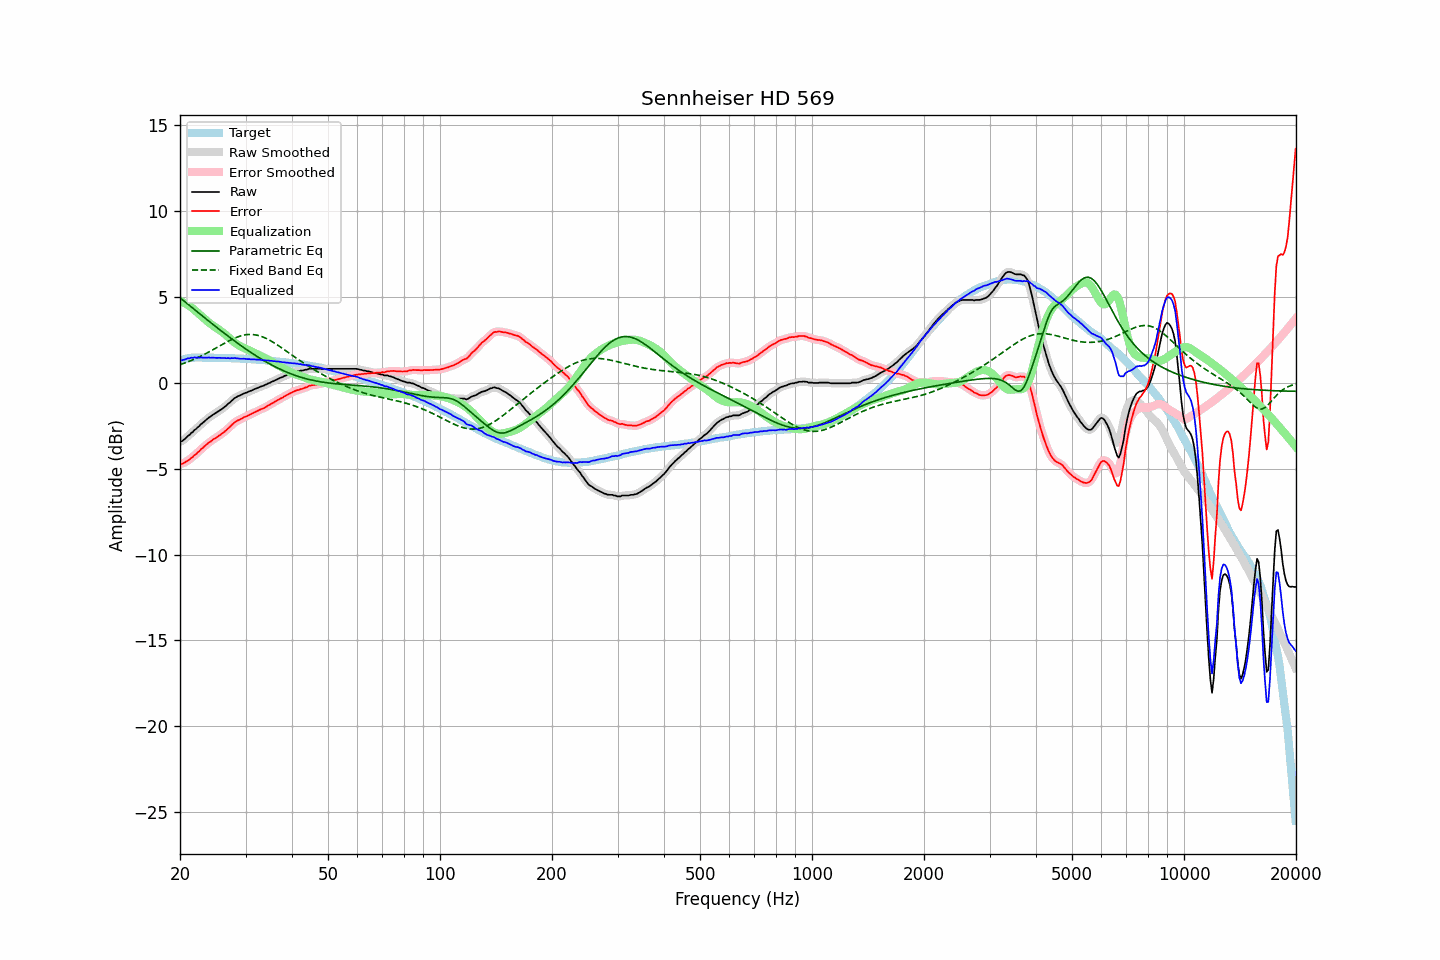 Sennheiser HD 569
Target
Raw Smoothed
Error Smoothed
Raw
Error
Equalization
Parametric Eq
Fixed Band Eq
Equalized
Amplitude (dBr)
15
10
5
0
−5
−10
−15
−20
−25
20 50 100 200 500 1000 2000 5000 10000 20000
Frequency (Hz)